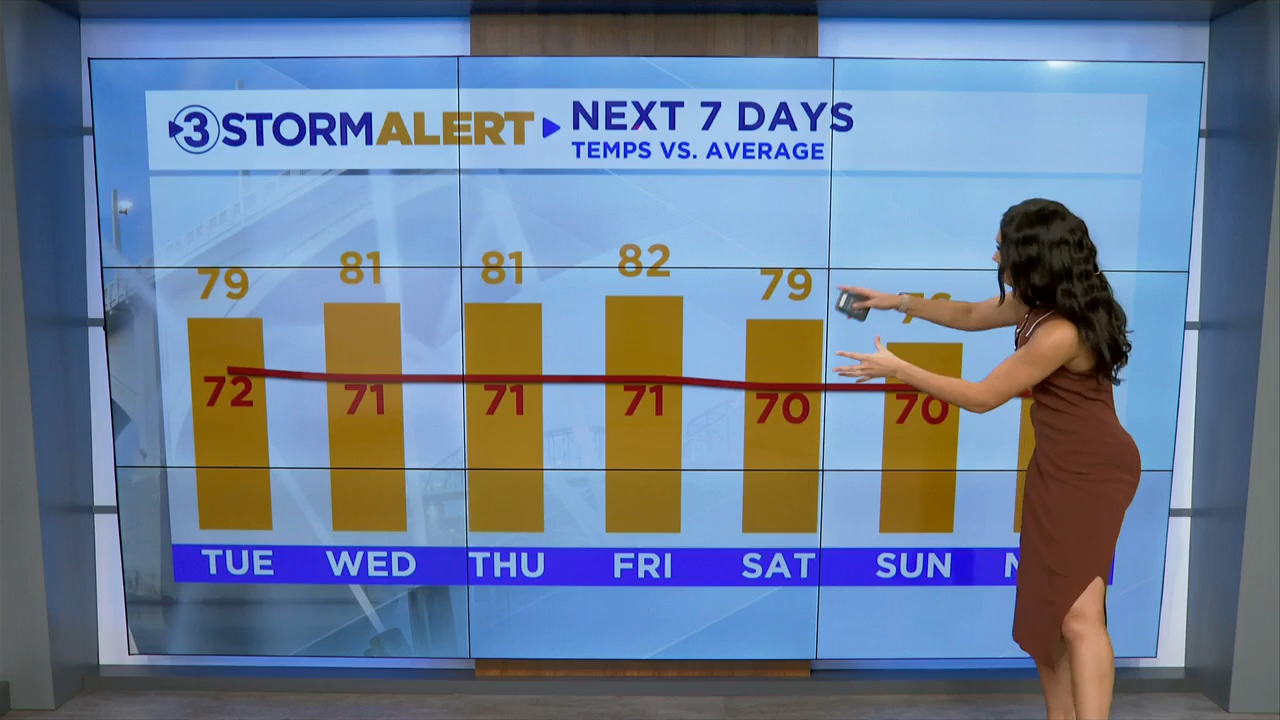 3 STORMALERT
NEXT 7 DAYS
TEMPS VS. AVERAGE
79 81 81 82 79
72 71 71 71 70 70
TUE WED THU FRI SAT SUN